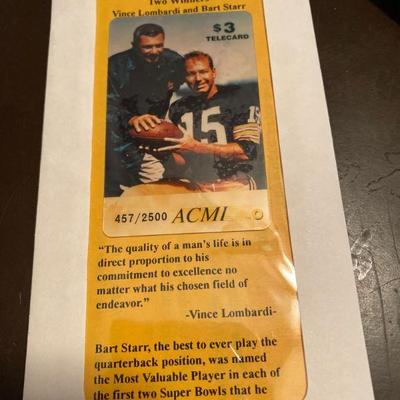 Two Winners
Vince Lombardi and Bart Starr
$3
TELECARD
15
457/2500 ACMI
“The quality of a man's life is in
direct proportion to his
commitment to excellence no
matter what his chosen field of
endeavor.”
-Vince Lombardi-
Bart Starr, the best to ever play the
quarterback position, was named
the Most Valuable Player in each of
the first two Super Bowls that he